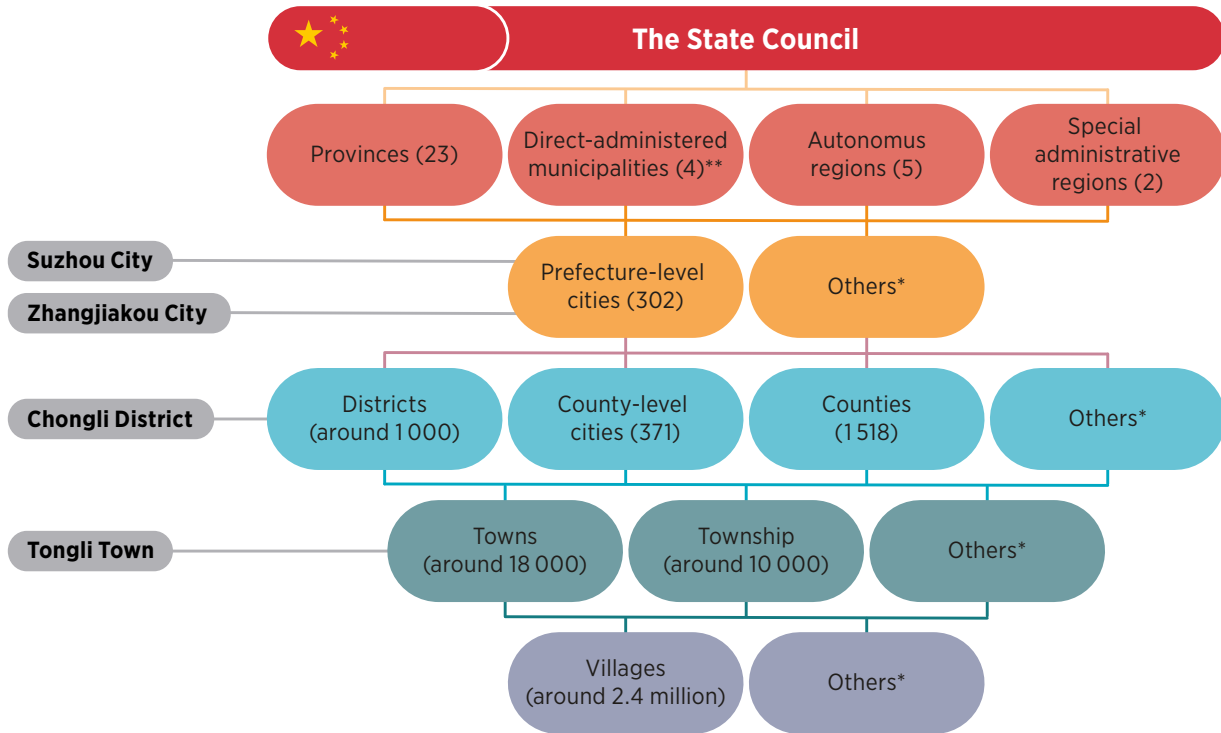 The State Council
Provinces (23)
Direct-administered
municipalities (4)**
Autonomus
regions (5)
Special
administrative
regions (2)
Suzhou City
Zhangjiakou City
Prefecture-level
cities (302)
Others*
Chongli District
Districts
(around 1 000)
County-level
cities (371)
Counties
(1 518)
Others*
Tongli Town
Towns
(around 18 000)
Township
(around 10 000)
Others*
Villages
(around 2.4 million)
Others*